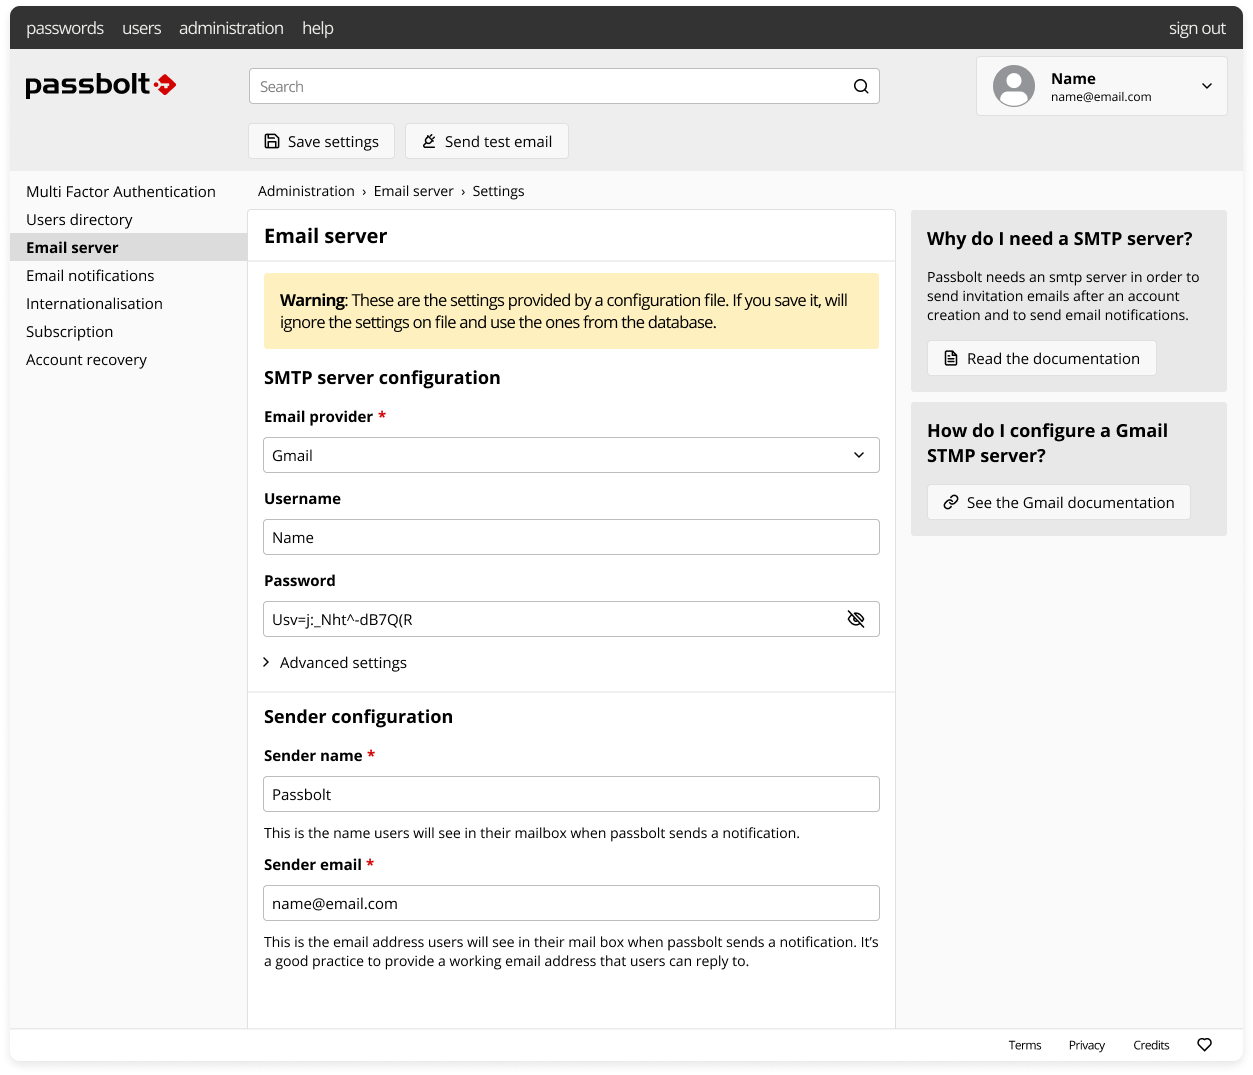 passwords users administration help sign out
passbolt
Search
Name
name@email.com
Save settings Send test email
Multi Factor Authentication
Users directory
Email server
Email notifications
Internationalisation
Subscription
Account recovery
Administration › Email server › Settings
Email server
Warning: These are the settings provided by a configuration file. If you save it, will
ignore the settings on file and use the ones from the database.
SMTP server configuration
Email provider *
Gmail
Username
Name
Password
Usv=j:_Nht^-dB7Q(R
Advanced settings
Sender configuration
Sender name *
Passbolt
This is the name users will see in their mailbox when passbolt sends a notification.
Sender email *
name@email.com
This is the email address users will see in their mail box when passbolt sends a notification. It's
a good practice to provide a working email address that users can reply to.
Why do I need a SMTP server?
Passbolt needs an smtp server in order to
send invitation emails after an account
creation and to send email notifications.
Read the documentation
How do I configure a Gmail
STMP server?
See the Gmail documentation
Terms Privacy Credits